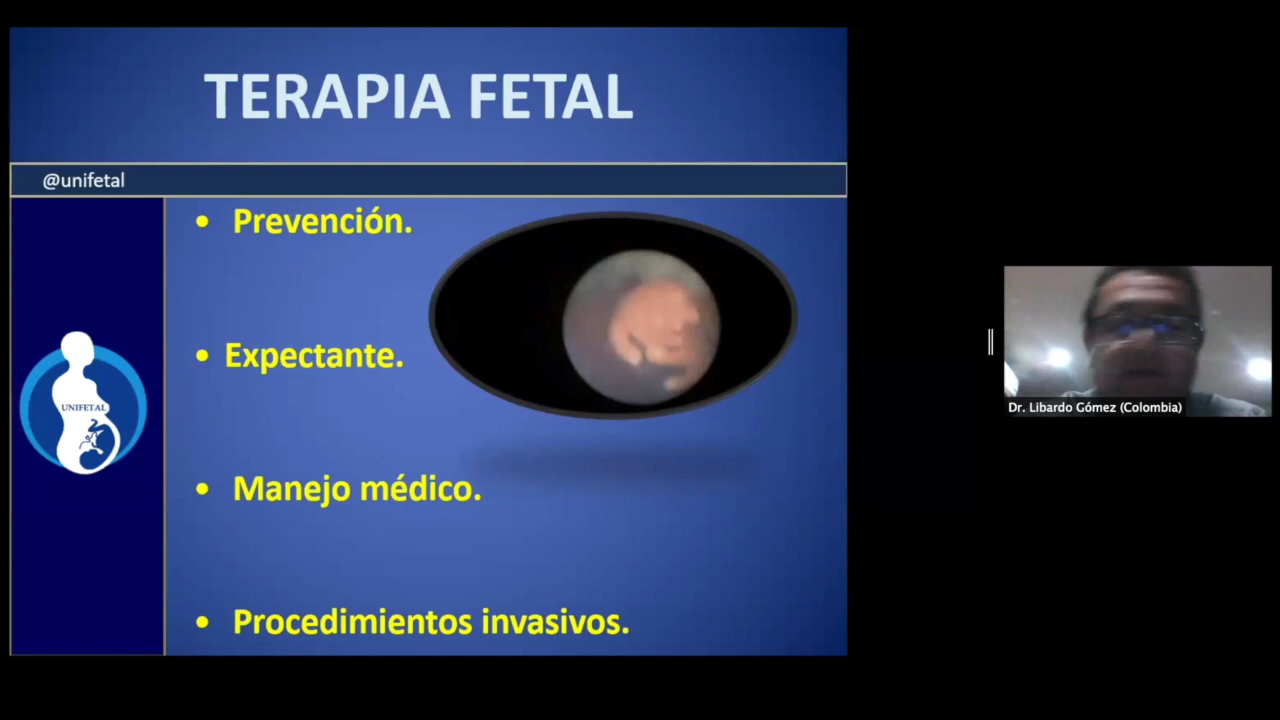 TERAPIA FETAL
@unifetal
• Prevención.
• Expectante.
• Manejo médico.
• Procedimientos invasivos.
UNIFETAL
Dr. Libardo Gómez (Colombia)